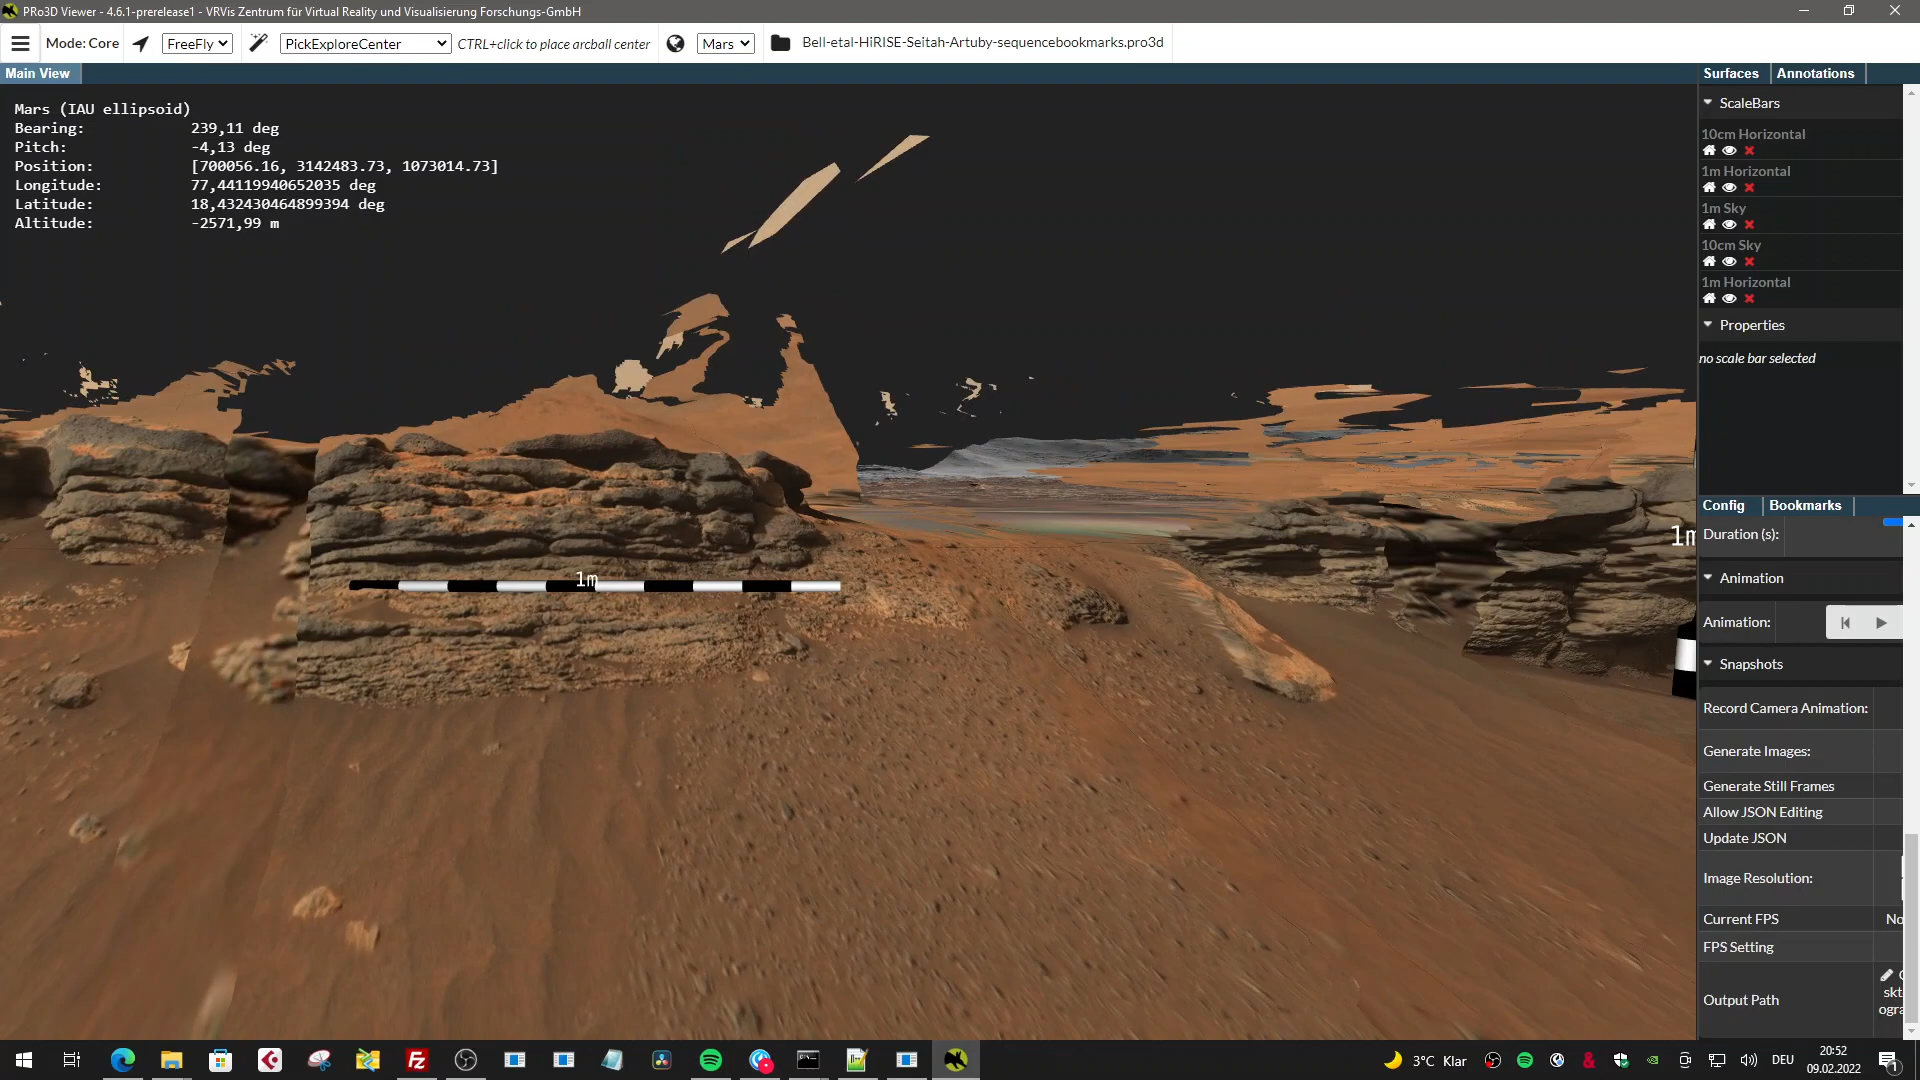 PRo3D Viewer - 4.6.1-prerelease1 - VRVis Zentrum für Virtual Reality und Visualisierung Forschungs-GmbH
Mode: Core FreeFly PickExploreCenter CTRL+click to place arcball center Mars Bell-etal-HiRISE-Seitah-Artuby-sequencebookmarks.pro3d
Main View
Mars (IAU ellipsoid)
Bearing: 239,11 deg
Pitch: -4,13 deg
Position: [700056.16, 3142483.73, 1073014.73]
Longitude: 77,44119940652035 deg
Latitude: 18,432430464899394 deg
Altitude: -2571,99 m
1m
1m
Surfaces Annotations
ScaleBars
10cm Horizontal
1m Horizontal
1m Sky
10cm Sky
1m Horizontal
Properties
no scale bar selected
Config Bookmarks
Duration (s):
Animation
Animation:
Snapshots
Record Camera Animation:
Generate Images:
Generate Still Frames
Allow JSON Editing
Update JSON
Image Resolution:
Current FPS No
FPS Setting
Output Path
skt
ogra
3°C Klar
DEU
20:52
09.02.2022
1